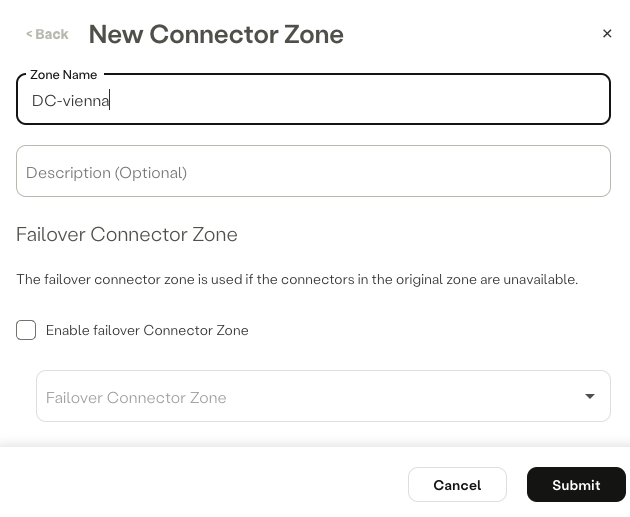 < Back New Connector Zone ×
Zone Name
DC-vienna
Description (Optional)
Failover Connector Zone
The failover connector zone is used if the connectors in the original zone are unavailable.
Enable failover Connector Zone
Failover Connector Zone
Cancel Submit